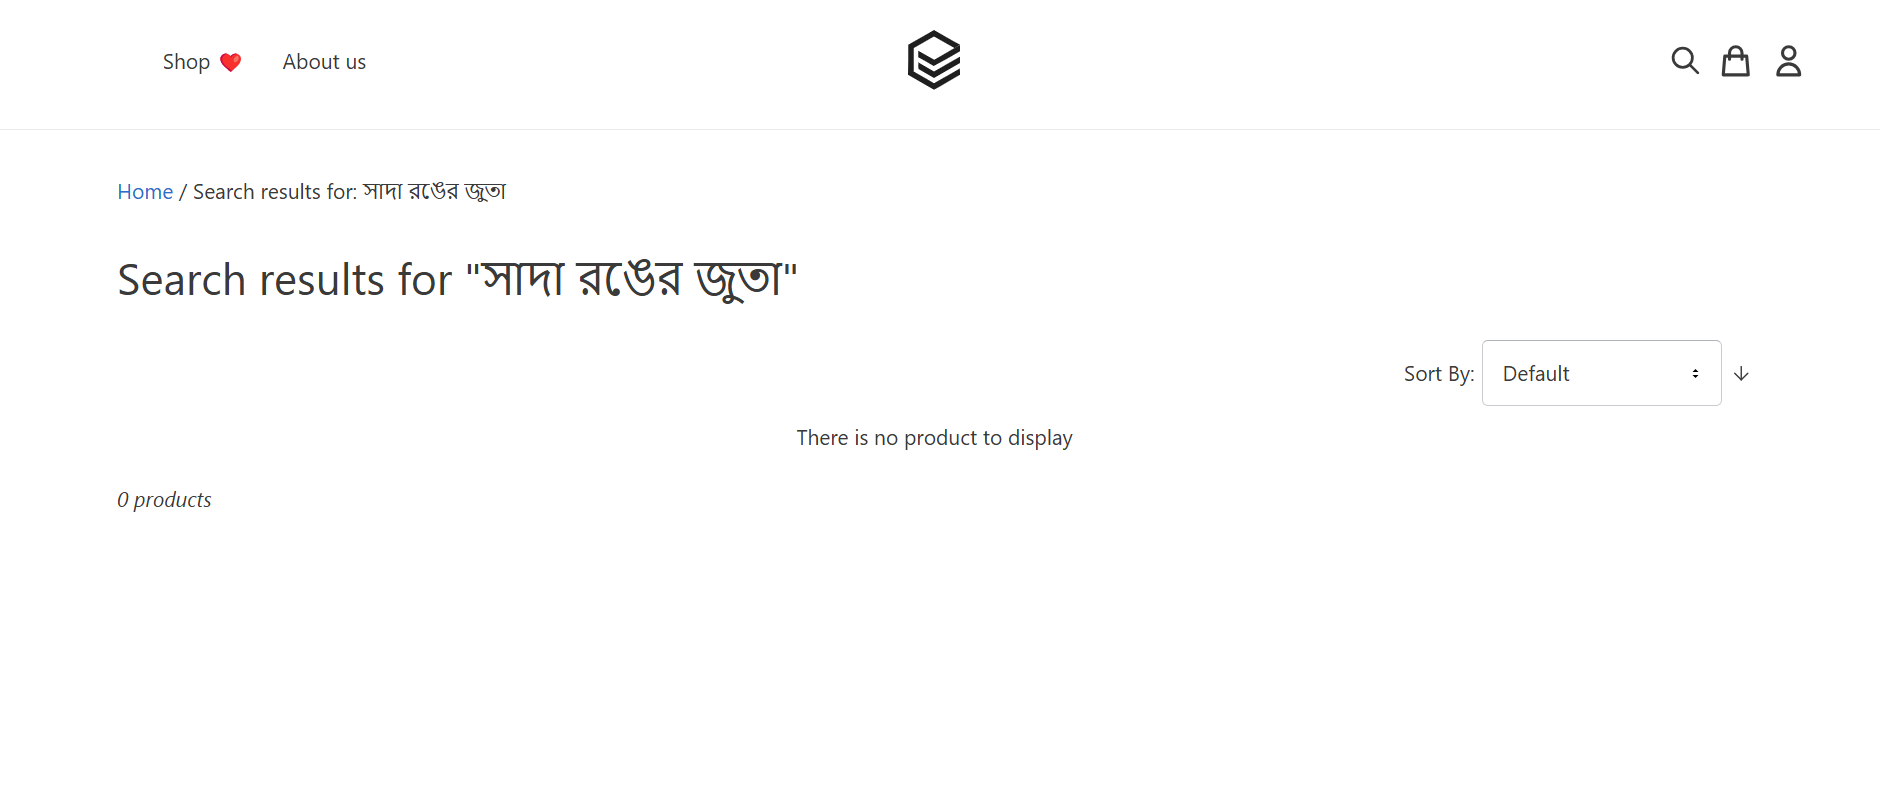 Shop ❤️ About us
Home / Search results for: সাদা রঙের জুতা
Search results for "সাদা রঙের জুতা"
Sort By: Default
There is no product to display
0 products